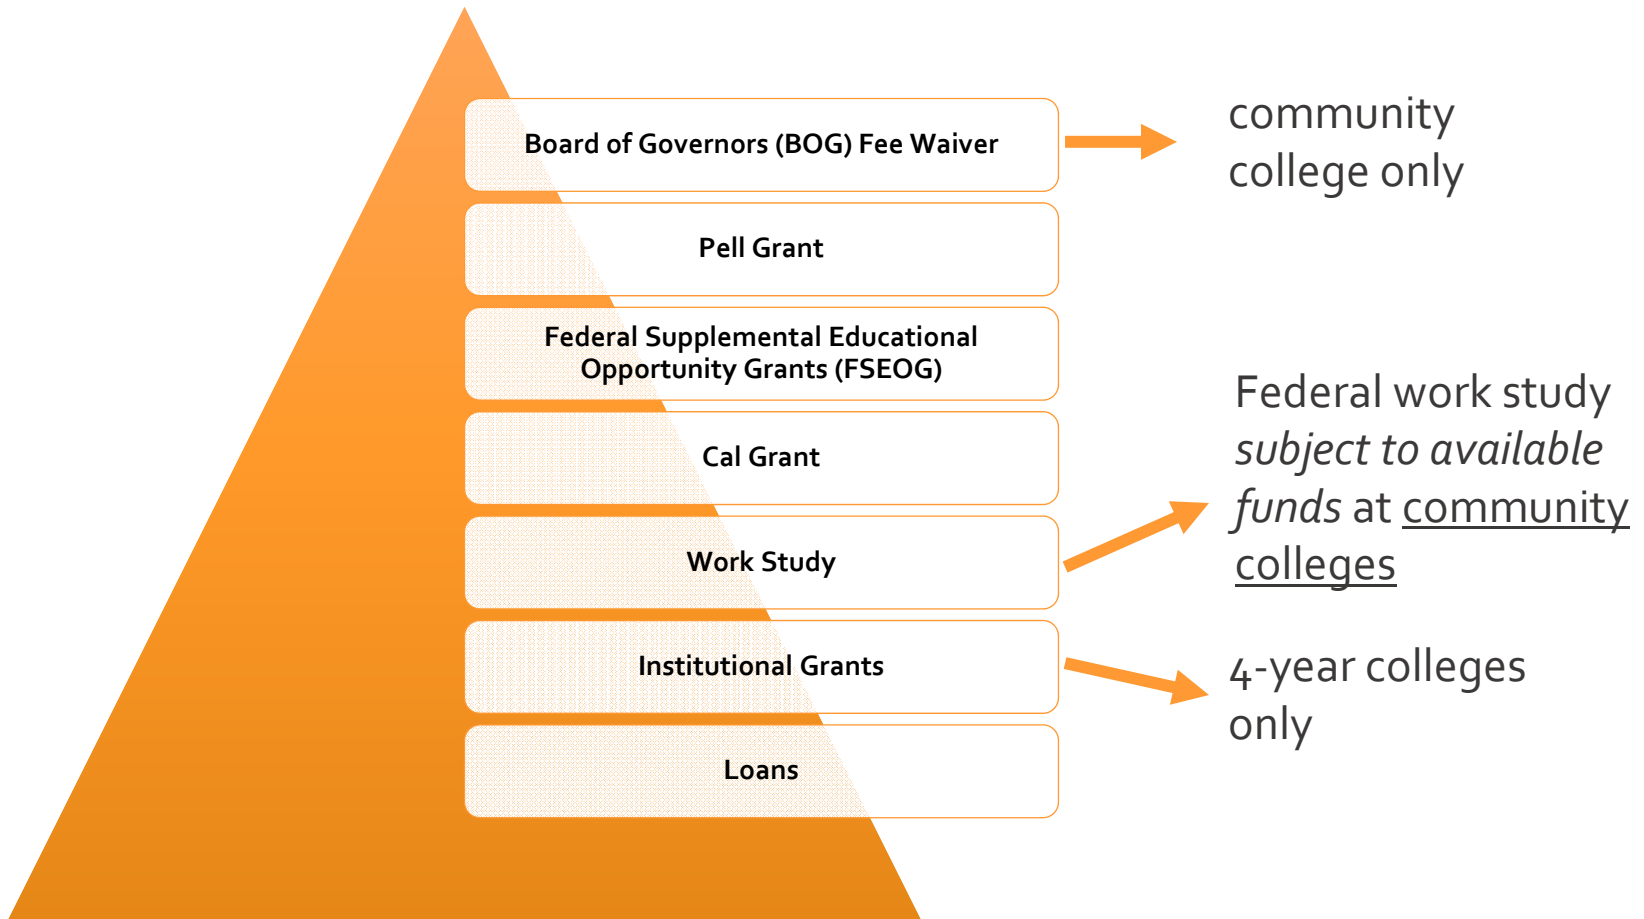 Board of Governors (BOG) Fee Waiver
community
college only
Pell Grant
Federal Supplemental Educational
Opportunity Grants (FSEOG)
Cal Grant
Work Study
Federal work study
subject to available
funds at community
colleges
Institutional Grants
4-year colleges
only
Loans